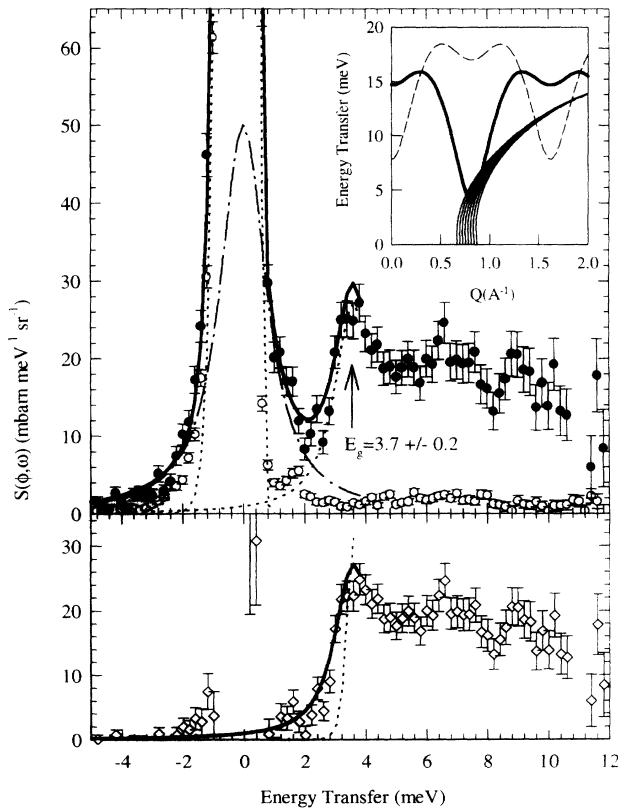 60
50
40
30
20
10
0
S(ϕ,ω) (mbarn meV⁻¹ sr⁻¹)
20
15
10
5
0
Energy Transfer (meV)
0.0 0.5 1.0 1.5 2.0
Q(A⁻¹)
E_g=3.7 +/- 0.2
30
20
10
0
-4 -2 0 2 4 6 8 10 12
Energy Transfer (meV)